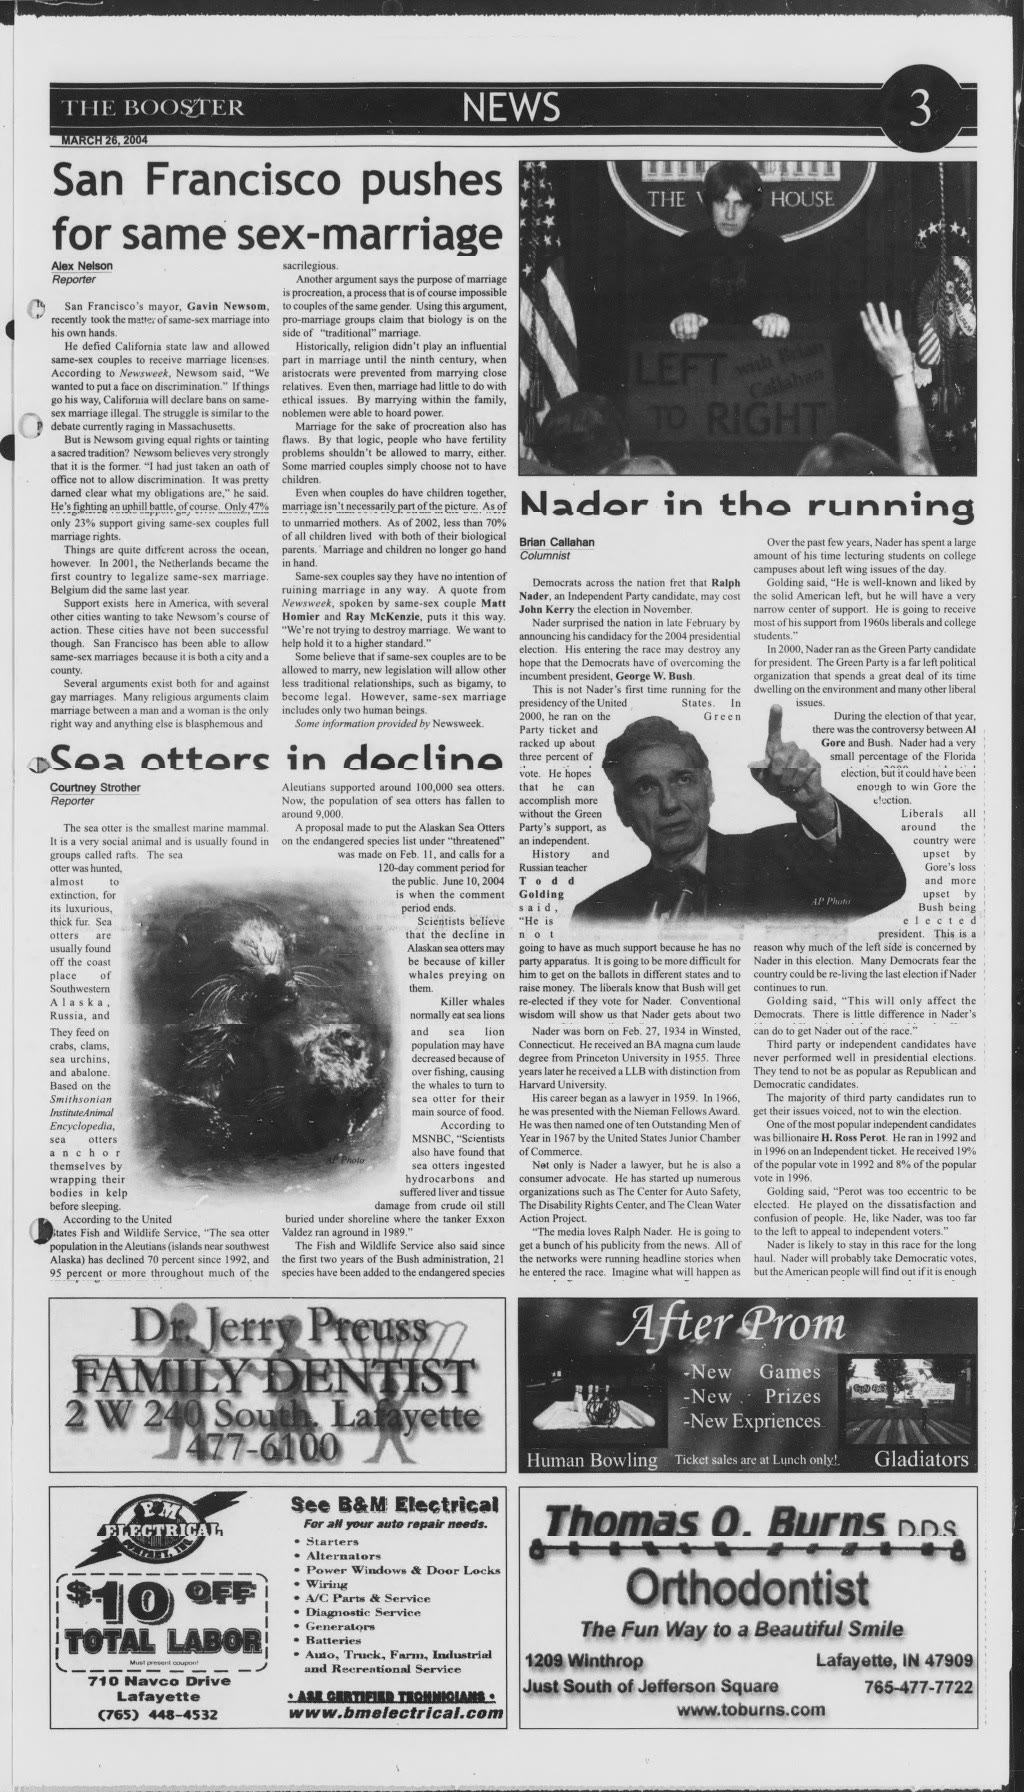 THE BOOSTER
NEWS
3
MARCH 26, 2004
San Francisco pushes
for same sex-marriage
Alex Nelson
Reporter
San Francisco's mayor, Gavin Newsom,
recently took the matter of same-sex marriage into
his own hands.
He defied California state law and allowed
same-sex couples to receive marriage licenses.
According to Newsweek, Newsom said, "We
wanted to put a face on discrimination." If things
go his way, California will declare bans on same-
sex marriage illegal. The struggle is similar to the
debate currently raging in Massachusetts.
But is Newsom giving equal rights or tainting
a sacred tradition? Newsom believes very strongly
that it is the former. "I had just taken an oath of
office not to allow discrimination. It was pretty
darned clear what my obligations are," he said.
He's fighting an uphill battle, of course. Only 47%
only 23% support giving same-sex couples full
marriage rights.
Things are quite different across the ocean,
however. In 2001, the Netherlands became the
first country to legalize same-sex marriage.
Belgium did the same last year.
Support exists here in America, with several
other cities wanting to take Newsom's course of
action. These cities have not been successful
though. San Francisco has been able to allow
same-sex marriages because it is both a city and a
county.
Several arguments exist both for and against
gay marriages. Many religious arguments claim
marriage between a man and a woman is the only
right way and anything else is blasphemous and
sacrilegious.
Another argument says the purpose of marriage
is procreation, a process that is of course impossible
to couples of the same gender. Using this argument,
pro-marriage groups claim that biology is on the
side of "traditional" marriage.
Historically, religion didn't play an influential
part in marriage until the ninth century, when
aristocrats were prevented from marrying close
relatives. Even then, marriage had little to do with
ethical issues. By marrying within the family,
noblemen were able to hoard power.
Marriage for the sake of procreation also has
flaws. By that logic, people who have fertility
problems shouldn't be allowed to marry, either.
Some married couples simply choose not to have
children.
Even when couples do have children together,
marriage isn't necessarily part of the picture. As of
to unmarried mothers. As of 2002, less than 70%
of all children lived with both of their biological
parents. Marriage and children no longer go hand
in hand.
Same-sex couples say they have no intention of
ruining marriage in any way. A quote from
Newsweek, spoken by same-sex couple Matt
Homier and Ray McKenzie, puts it this way.
"We're not trying to destroy marriage. We want to
help hold it to a higher standard."
Some believe that if same-sex couples are to be
allowed to marry, new legislation will allow other
less traditional relationships, such as bigamy, to
become legal. However, same-sex marriage
includes only two human beings.
Some information provided by Newsweek.
THE W HOUSE
LEFT with Brian
Callahan
TO RIGHT
Nader in the running
Brian Callahan
Columnist
Democrats across the nation fret that Ralph
Nader, an Independent Party candidate, may cost
John Kerry the election in November.
Nader surprised the nation in late February by
announcing his candidacy for the 2004 presidential
election. His entering the race may destroy any
hope that the Democrats have of overcoming the
incumbent president, George W. Bush.
This is not Nader's first time running for the
presidency of the United States. In
2000, he ran on the Green
Party ticket and
racked up about
three percent of
vote. He hopes
that he can
accomplish more
without the Green
Party's support, as
an independent.
History and
Russian teacher
Todd
Golding
said,
"He is
not
going to have as much support because he has no
party apparatus. It is going to be more difficult for
him to get on the ballots in different states and to
raise money. The liberals know that Bush will get
re-elected if they vote for Nader. Conventional
wisdom will show us that Nader gets about two
Nader was born on Feb. 27, 1934 in Winsted,
Connecticut. He received an BA magna cum laude
degree from Princeton University in 1955. Three
years later he received a LLB with distinction from
Harvard University.
His career began as a lawyer in 1959. In 1966,
he was presented with the Nieman Fellows Award.
He was then named one of ten Outstanding Men of
Year in 1967 by the United States Junior Chamber
of Commerce.
Not only is Nader a lawyer, but he is also a
consumer advocate. He has started up numerous
organizations such as The Center for Auto Safety,
The Disability Rights Center, and The Clean Water
Action Project.
"The media loves Ralph Nader. He is going to
get a bunch of his publicity from the news. All of
the networks were running headline stories when
he entered the race. Imagine what will happen as
Over the past few years, Nader has spent a large
amount of his time lecturing students on college
campuses about left wing issues of the day.
Golding said, "He is well-known and liked by
the solid American left, but he will have a very
narrow center of support. He is going to receive
most of his support from 1960s liberals and college
students."
In 2000, Nader ran as the Green Party candidate
for president. The Green Party is a far left political
organization that spends a great deal of its time
dwelling on the environment and many other liberal
issues.
During the election of that year,
there was the controversy between Al
Gore and Bush. Nader had a very
small percentage of the Florida
election, but it could have been
enough to win Gore the
election.
Liberals all
around the
country were
upset by
Gore's loss
and more
upset by
Bush being
elected
president. This is a
reason why much of the left side is concerned by
Nader in this election. Many Democrats fear the
country could be re-living the last election if Nader
continues to run.
Golding said, "This will only affect the
Democrats. There is little difference in Nader's
can do to get Nader out of the race."
Third party or independent candidates have
never performed well in presidential elections.
They tend to not be as popular as Republican and
Democratic candidates.
The majority of third party candidates run to
get their issues voiced, not to win the election.
One of the most popular independent candidates
was billionaire H. Ross Perot. He ran in 1992 and
in 1996 on an Independent ticket. He received 19%
of the popular vote in 1992 and 8% of the popular
vote in 1996.
Golding said, "Perot was too eccentric to be
elected. He played on the dissatisfaction and
confusion of people. He, like Nader, was too far
to the left to appeal to independent voters."
Nader is likely to stay in this race for the long
haul. Nader will probably take Democratic votes,
but the American people will find out if it is enough
AP Photo
Sea otters in decline
Courtney Strother
Reporter
The sea otter is the smallest marine mammal.
It is a very social animal and is usually found in
groups called rafts. The sea
otter was hunted,
almost to
extinction, for
its luxurious,
thick fur. Sea
otters are
usually found
off the coast
place of
Southwestern
Alaska,
Russia, and
They feed on
crabs, clams,
sea urchins,
and abalone.
Based on the
Smithsonian
InstituteAnimal
Encyclopedia,
sea otters
anchor
themselves by
wrapping their
bodies in kelp
before sleeping.
According to the United
States Fish and Wildlife Service, "The sea otter
population in the Aleutians (islands near southwest
Alaska) has declined 70 percent since 1992, and
95 percent or more throughout much of the
Aleutians supported around 100,000 sea otters.
Now, the population of sea otters has fallen to
around 9,000.
A proposal made to put the Alaskan Sea Otters
on the endangered species list under "threatened"
was made on Feb. 11, and calls for a
120-day comment period for
the public. June 10, 2004
is when the comment
period ends.
Scientists believe
that the decline in
Alaskan sea otters may
be because of killer
whales preying on
them.
Killer whales
normally eat sea lions
and sea lion
population may have
decreased because of
over fishing, causing
the whales to turn to
sea otter for their
main source of food.
According to
MSNBC, "Scientists
also have found that
sea otters ingested
hydrocarbons and
suffered liver and tissue
damage from crude oil still
buried under shoreline where the tanker Exxon
Valdez ran aground in 1989."
The Fish and Wildlife Service also said since
the first two years of the Bush administration, 21
species have been added to the endangered species
AP Photo
Dr. Jerry Preuss
FAMILY DENTIST
2 W 240 South. Lafayette
477-6100
After Prom
-New Games
-New Prizes
-New Expriences
Human Bowling
Ticket sales are at Lunch only!
Gladiators
ELECTRICAL
COMPANY, INC
$10 OFF
TOTAL LABOR
Must present coupon!
710 Navco Drive
Lafayette
(765) 448-4532
See B&M Electrical
For all your auto repair needs.
• Starters
• Alternators
• Power Windows & Door Locks
• Wiring
• A/C Parts & Service
• Diagnostic Service
• Generators
• Batteries
• Auto, Truck, Farm, Industrial
and Recreational Service
• ASE CERTIFIED TECHNICIANS •
www.bmelectrical.com
Thomas O. Burns D.D.S
Orthodontist
The Fun Way to a Beautiful Smile
1209 Winthrop
Lafayette, IN 47909
Just South of Jefferson Square
765-477-7722
www.toburns.com